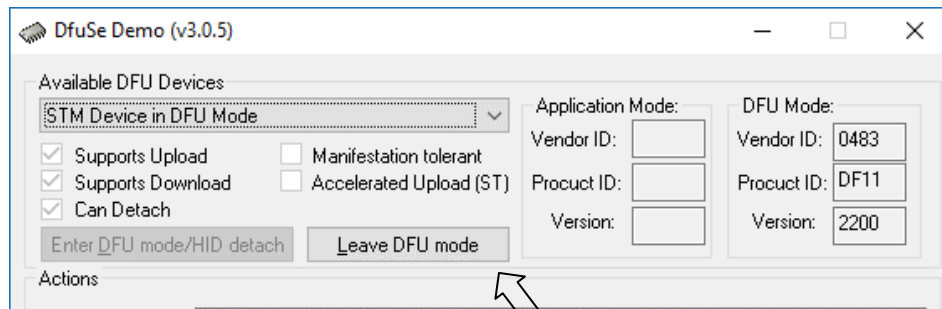 DfuSe Demo (v3.0.5)
Available DFU Devices
STM Device in DFU Mode
Supports Upload
Manifestation tolerant
Supports Download
Accelerated Upload (ST)
Can Detach
Enter DFU mode/HID detach
Leave DFU mode
Application Mode:
Vendor ID:
Procuct ID:
Version:
DFU Mode:
Vendor ID: 0483
Procuct ID: DF11
Version: 2200
Actions